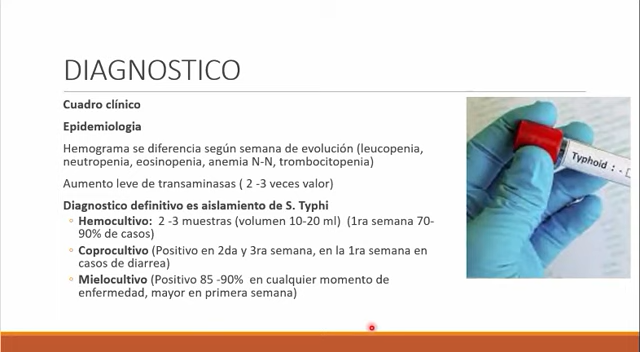 DIAGNOSTICO
Cuadro clínico
Epidemiologia
Hemograma se diferencia según semana de evolución (leucopenia,
neutropenia, eosinopenia, anemia N-N, trombocitopenia)
Aumento leve de transaminasas ( 2 -3 veces valor)
Diagnostico definitivo es aislamiento de S. Typhi
◦ Hemocultivo: 2 -3 muestras (volumen 10-20 ml) (1ra semana 70-
90% de casos)
◦ Coprocultivo (Positivo en 2da y 3ra semana, en la 1ra semana en
casos de diarrea)
◦ Mielocultivo (Positivo 85 -90% en cualquier momento de
enfermedad, mayor en primera semana)
Typhoid : -